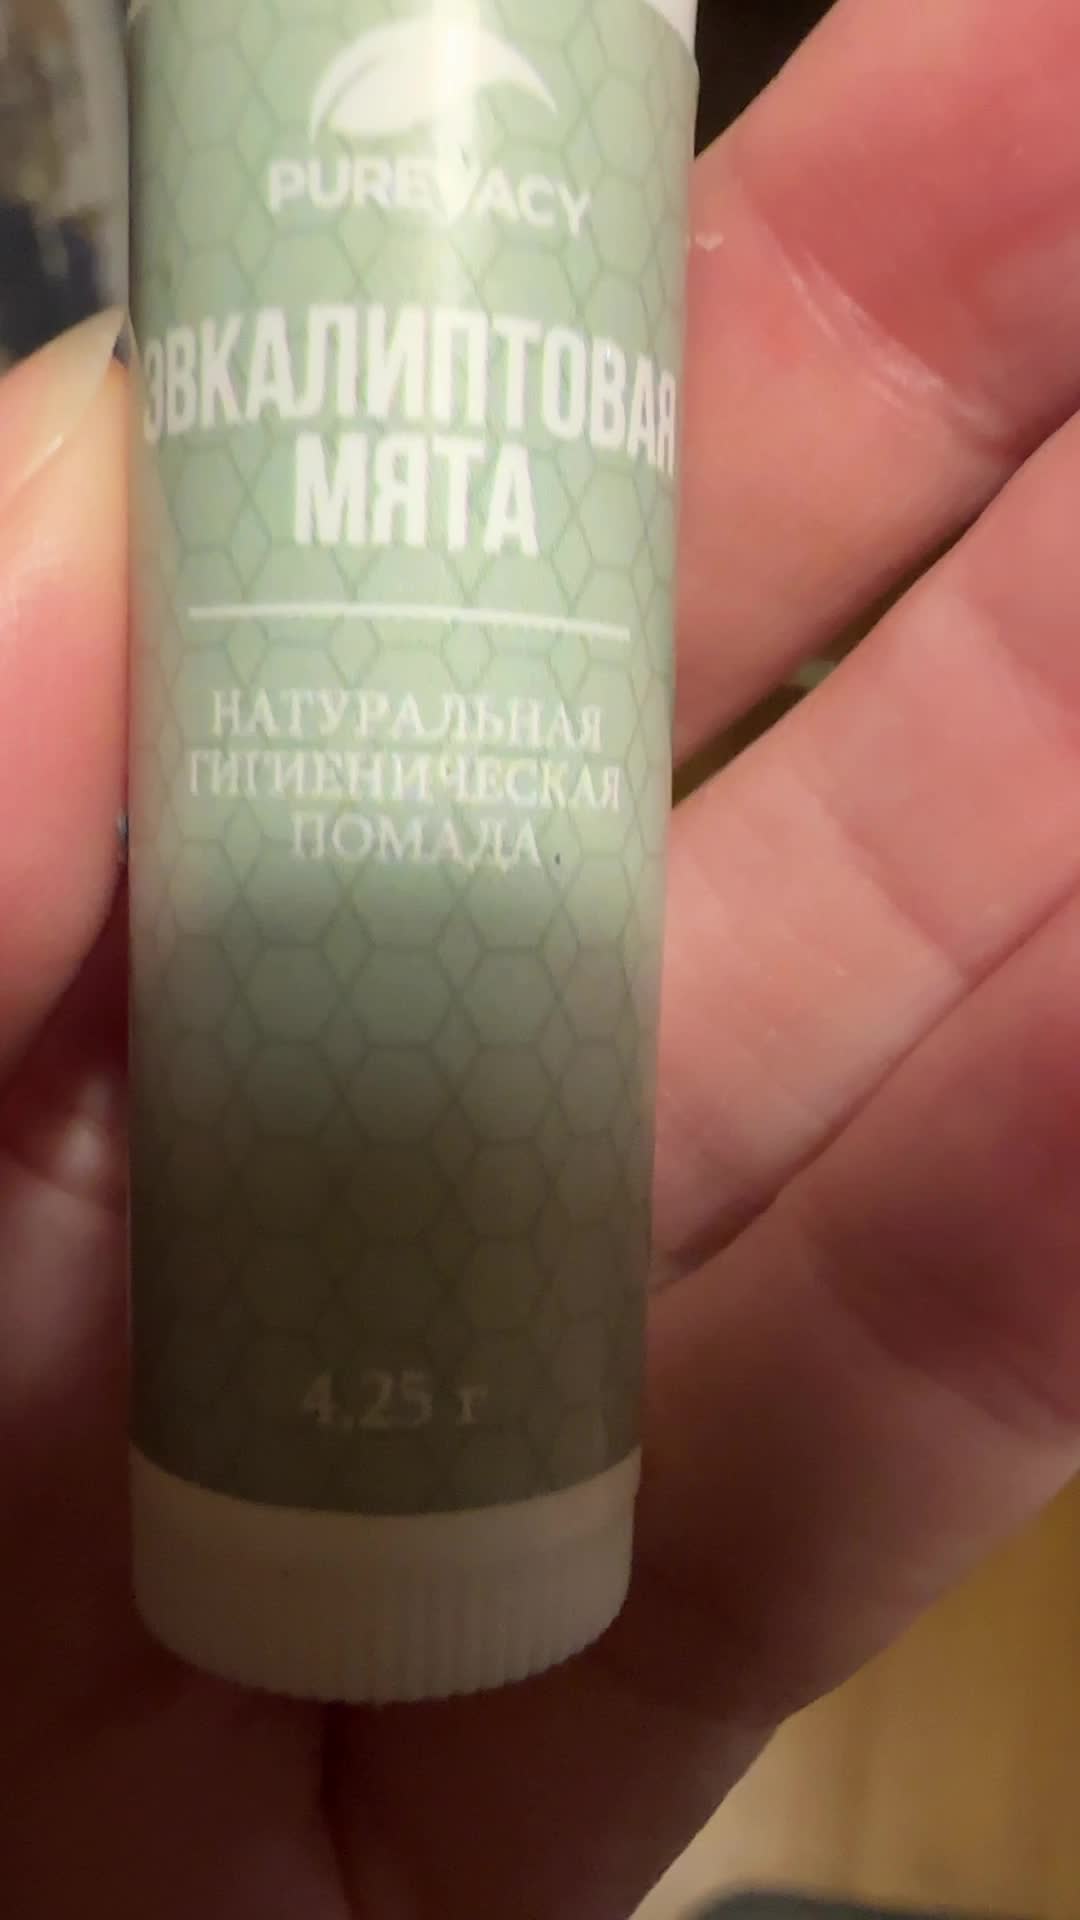 PUREVACY
ЭВКАЛИПТОВАЯ
МЯТА
НАТУРАЛЬНАЯ
ГИГИЕНИЧЕСКАЯ
ПОМАДА
4,25 г